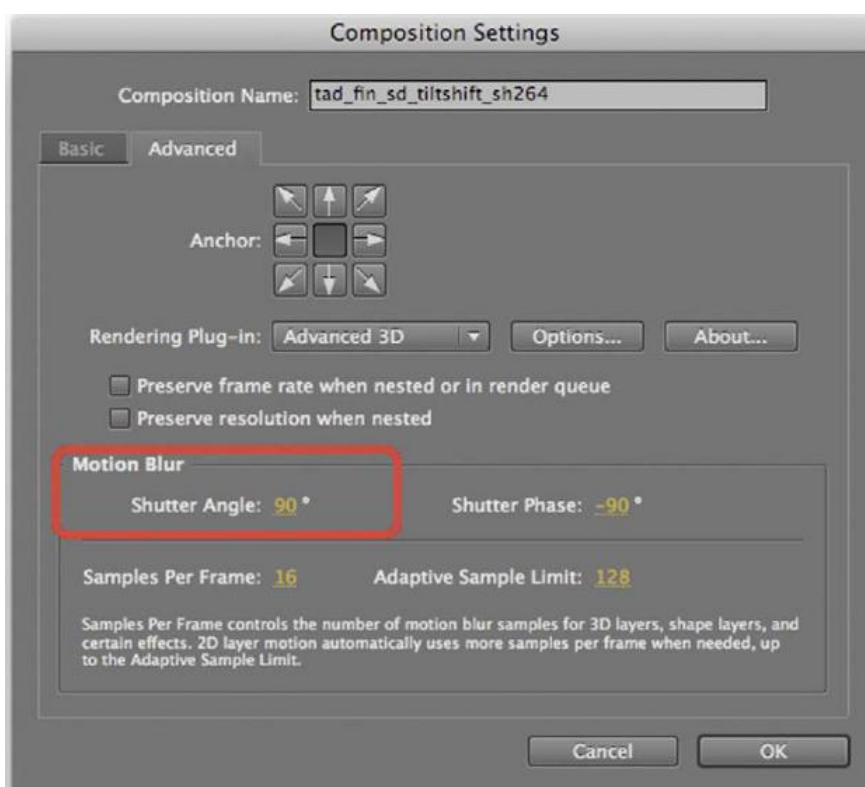 Composition Settings
Composition Name: tad_fin_sd_tiltshift_sh264
Basic Advanced
Anchor:
Rendering Plug-in: Advanced 3D Options... About...
Preserve frame rate when nested or in render queue
Preserve resolution when nested
Motion Blur
Shutter Angle: 90 ° Shutter Phase: -90 °
Samples Per Frame: 16 Adaptive Sample Limit: 128
Samples Per Frame controls the number of motion blur samples for 3D layers, shape layers, and
certain effects. 2D layer motion automatically uses more samples per frame when needed, up
to the Adaptive Sample Limit.
Cancel OK